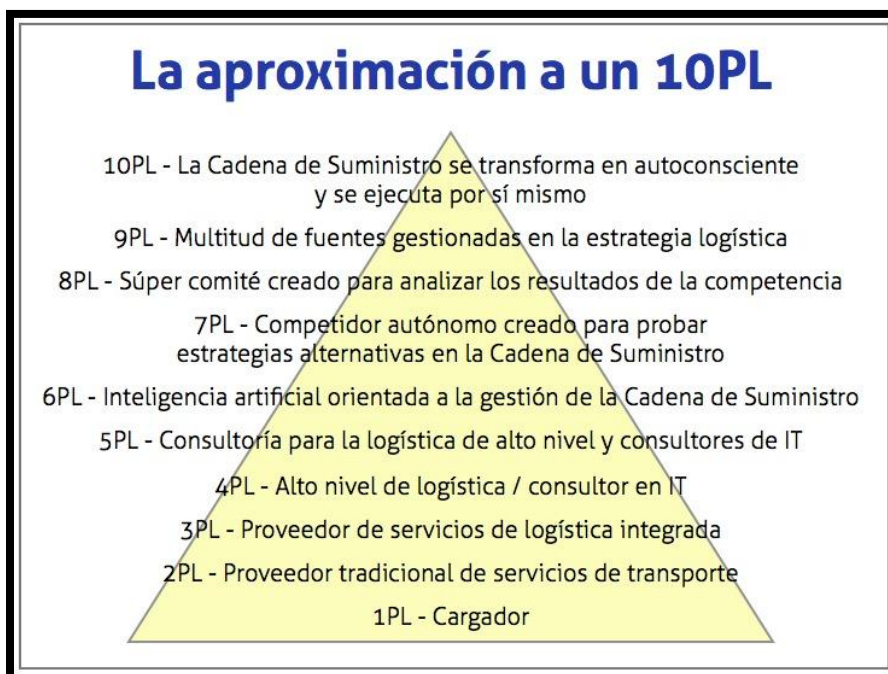 La aproximación a un 10PL
10PL - La Cadena de Suministro se transforma en autoconsciente
y se ejecuta por sí mismo
9PL - Multitud de fuentes gestionadas en la estrategia logística
8PL - Súper comité creado para analizar los resultados de la competencia
7PL - Competidor autónomo creado para probar
estrategias alternativas en la Cadena de Suministro
6PL - Inteligencia artificial orientada a la gestión de la Cadena de Suministro
5PL - Consultoría para la logística de alto nivel y consultores de IT
4PL - Alto nivel de logística / consultor en IT
3PL - Proveedor de servicios de logística integrada
2PL - Proveedor tradicional de servicios de transporte
1PL - Cargador